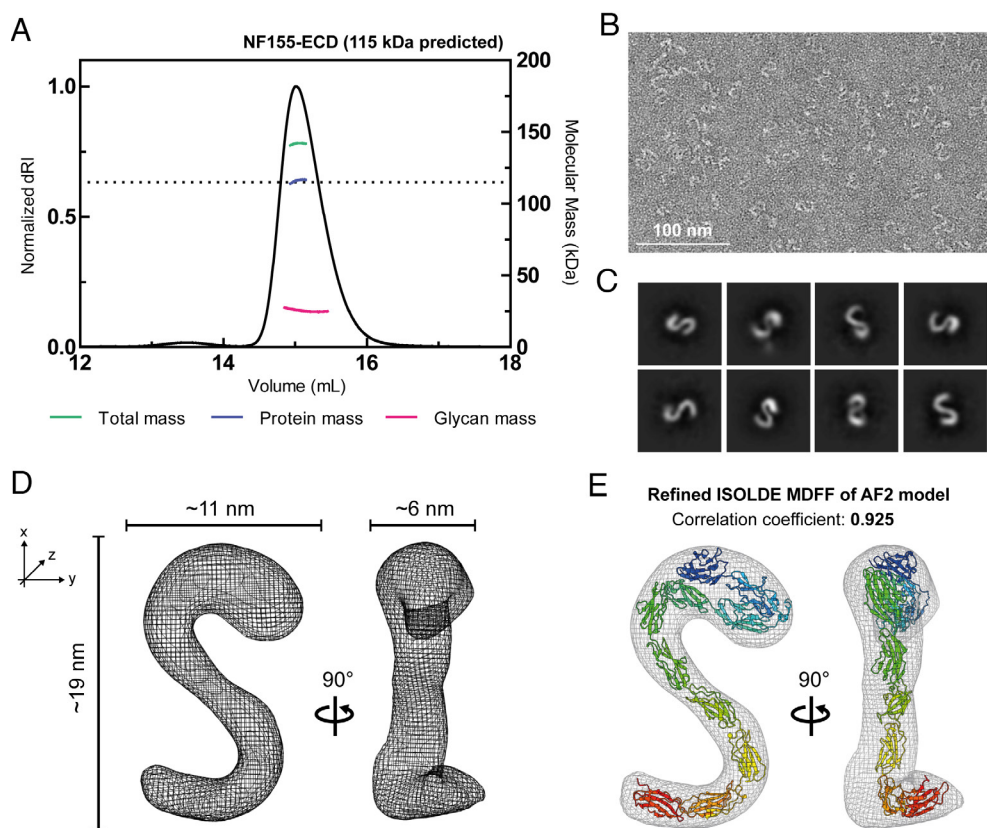 A
NF155-ECD (115 kDa predicted)
1.0
0.5
0.0
Normalized dRI
200
150
100
50
0
Molecular Mass (kDa)
12
14
16
18
Volume (mL)
Total mass
Protein mass
Glycan mass
B
100 nm
C
D
~11 nm
~6 nm
x
z
y
~19 nm
90°
E
Refined ISOLDE MDFF of AF2 model
Correlation coefficient: 0.925
90°